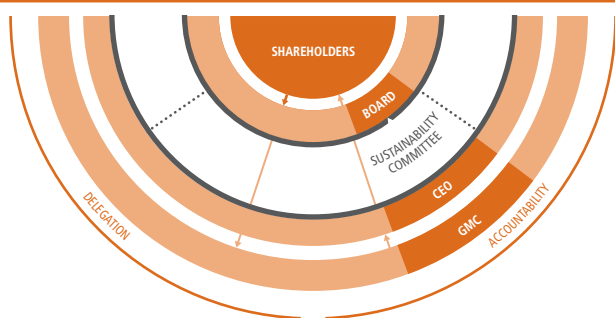 SHAREHOLDERS
BOARD
SUSTAINABILITY
COMMITTEE
CEO
GMC
DELEGATION
ACCOUNTABILITY